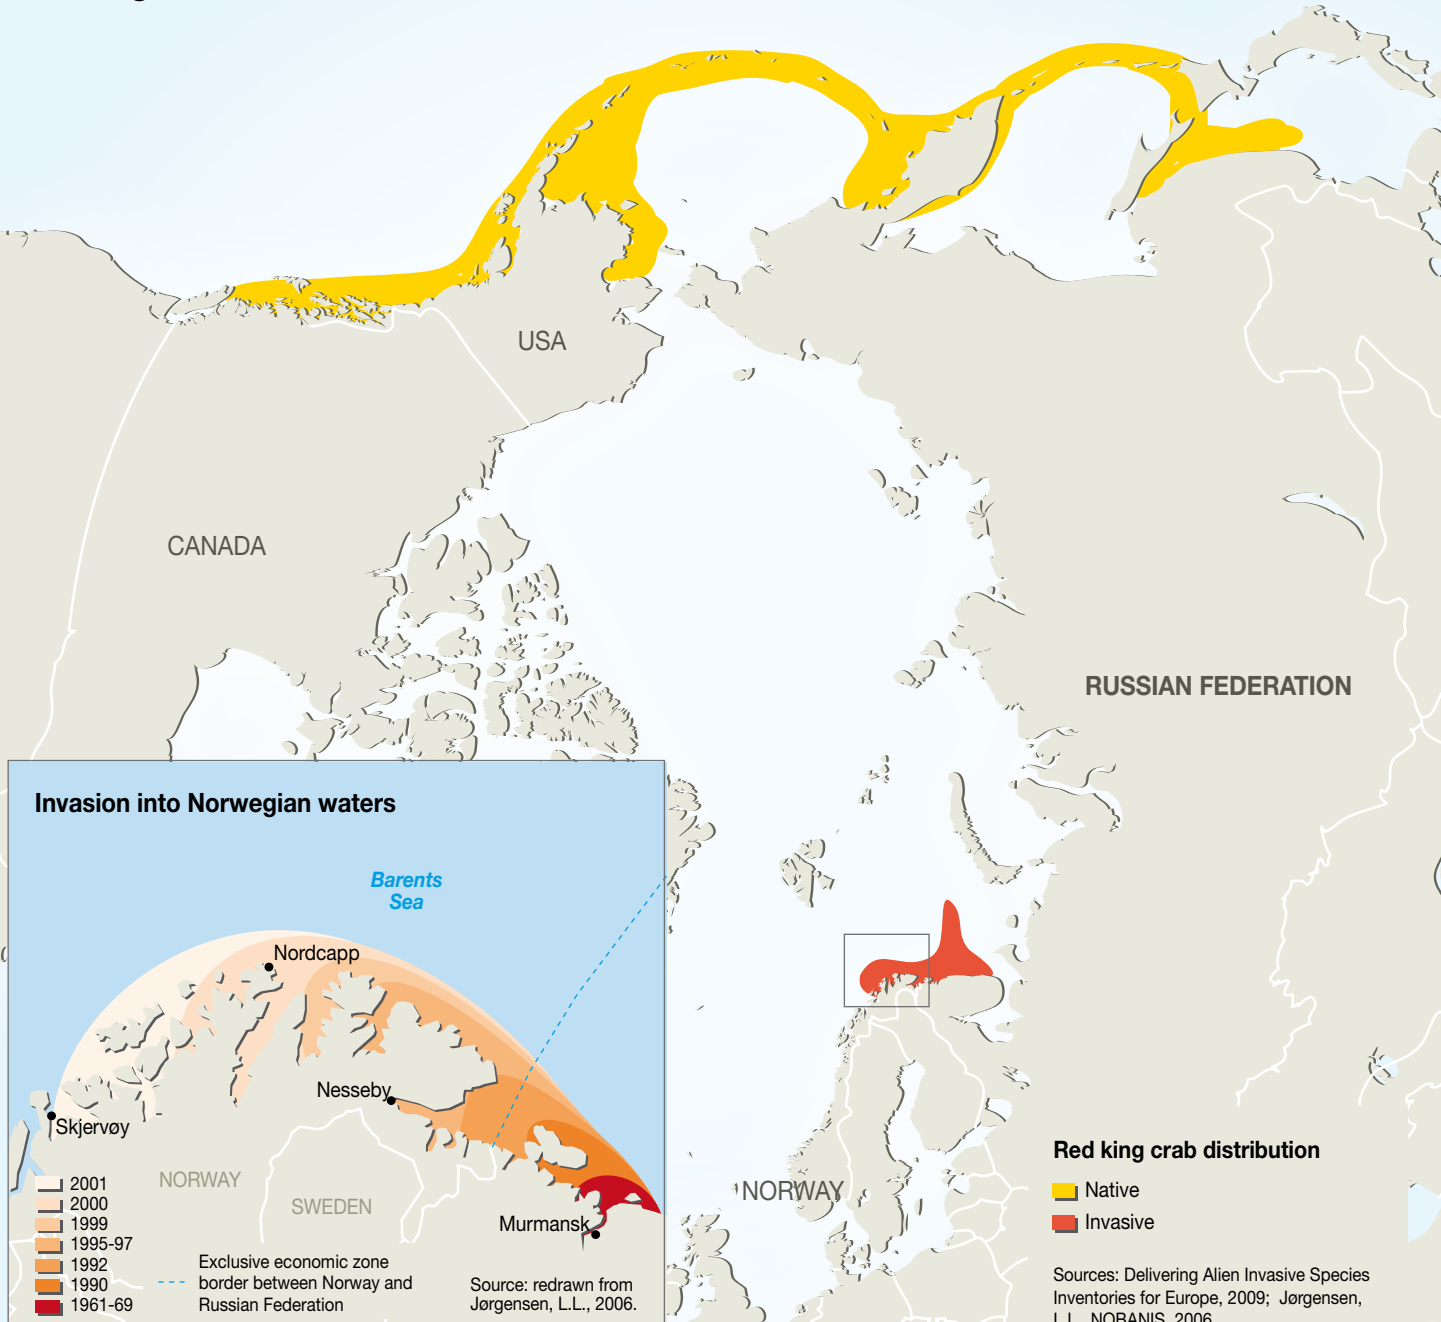 USA
CANADA
RUSSIAN FEDERATION
Invasion into Norwegian waters
Barents
Sea
Nordcapp
Nesseby
Skjervøy
NORWAY
SWEDEN
Murmansk
2001
2000
1999
1995-97
1992
1990
1961-69
Exclusive economic zone
border between Norway and
Russian Federation
Source: redrawn from
Jørgensen, L.L., 2006.
NORWAY
Red king crab distribution
Native
Invasive
Sources: Delivering Alien Invasive Species
Inventories for Europe, 2009; Jørgensen,
L.L., NOBANIS, 2006